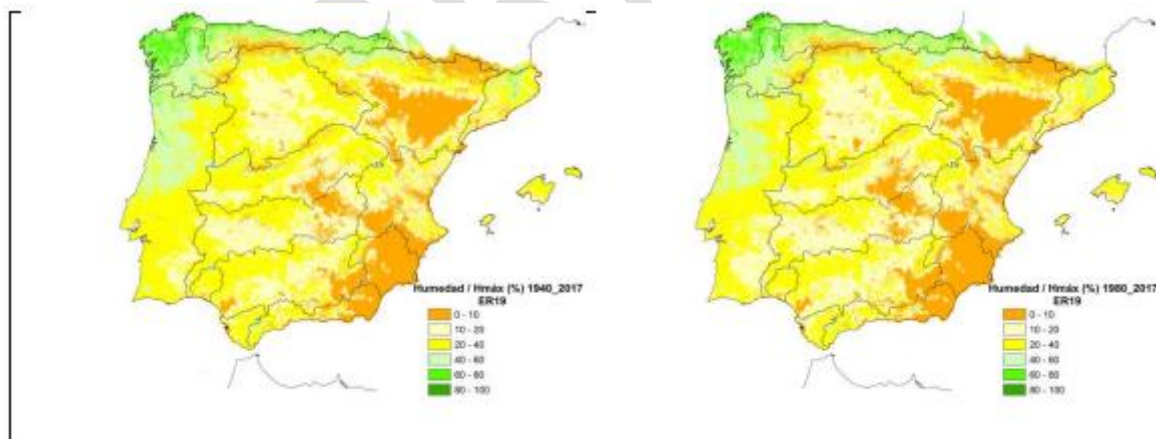 Humedad / Hmáx (%) 1940_2017
ER19
0 - 10
10 - 20
20 - 40
40 - 60
60 - 80
80 - 100
Humedad / Hmáx (%) 1980_2017
ER19
0 - 10
10 - 20
20 - 40
40 - 60
60 - 80
80 - 100